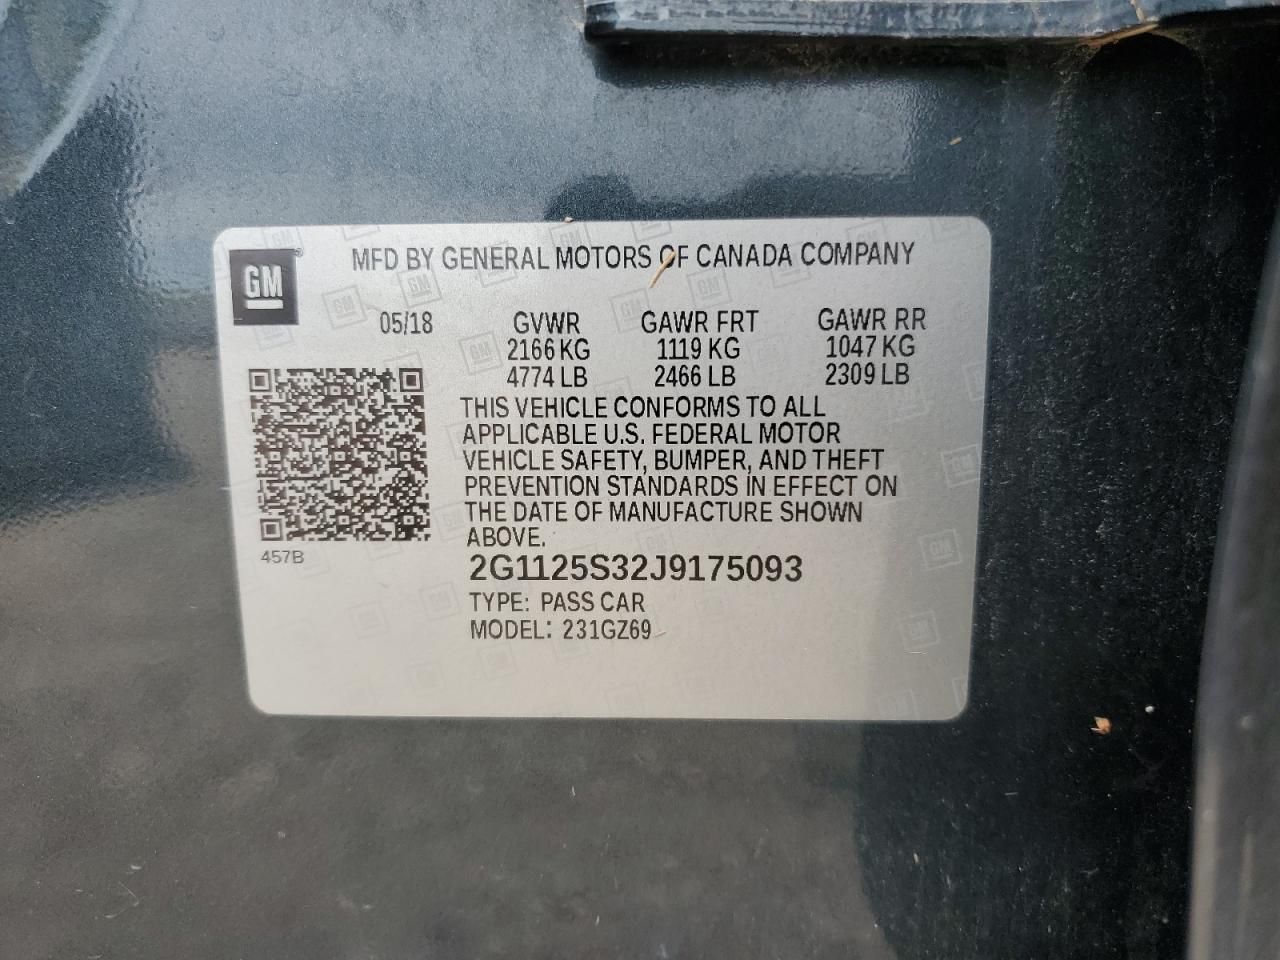 MFD BY GENERAL MOTORS OF CANADA COMPANY
GM
05/18 GVWR GAWR FRT GAWR RR
2166 KG 1119 KG 1047 KG
4774 LB 2466 LB 2309 LB
THIS VEHICLE CONFORMS TO ALL
APPLICABLE U.S. FEDERAL MOTOR
VEHICLE SAFETY, BUMPER, AND THEFT
PREVENTION STANDARDS IN EFFECT ON
THE DATE OF MANUFACTURE SHOWN
ABOVE.
457B
2G1125S32J9175093
TYPE: PASS CAR
MODEL: 231GZ69